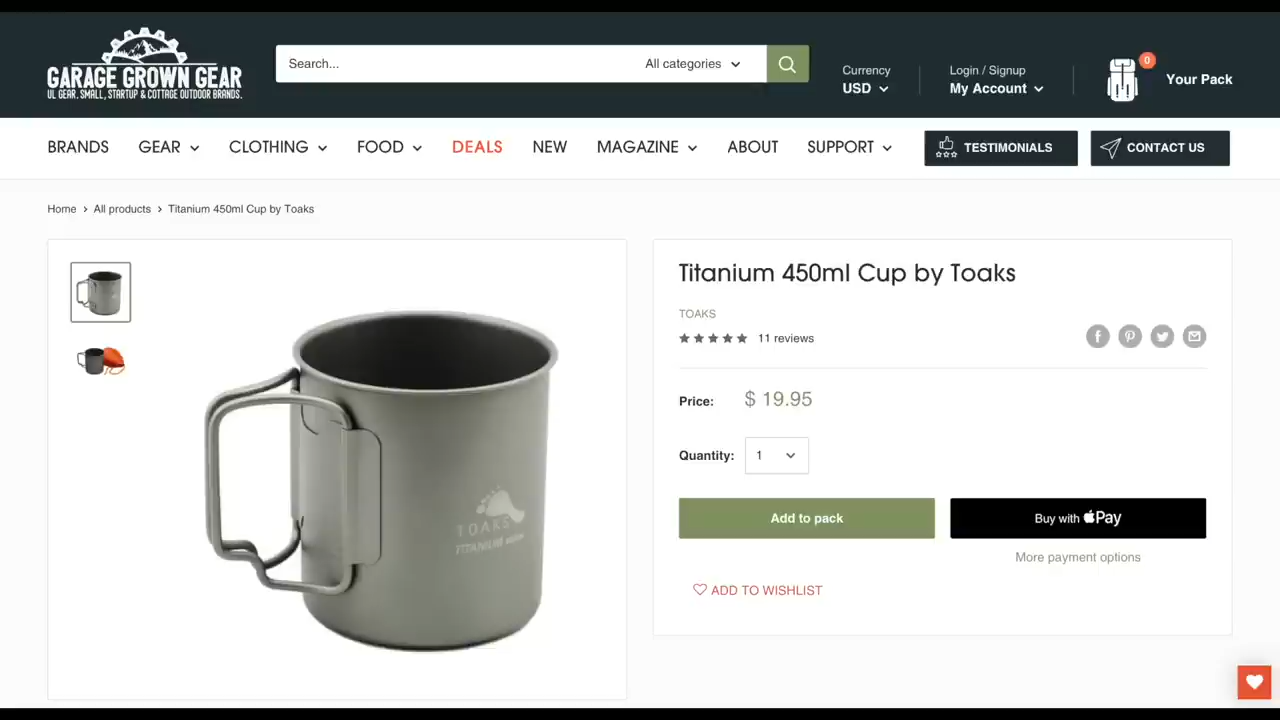 GARAGE GROWN GEAR
UL GEAR. SMALL, STARTUP & COTTAGE OUTDOOR BRANDS.
Search...
All categories
Currency
USD
Login / Signup
My Account
0
Your Pack
BRANDS
GEAR
CLOTHING
FOOD
DEALS
NEW
MAGAZINE
ABOUT
SUPPORT
TESTIMONIALS
CONTACT US
Home > All products > Titanium 450ml Cup by Toaks
TOAKS
TITANIUM
Titanium 450ml Cup by Toaks
TOAKS
11 reviews
Price: $ 19.95
Quantity: 1
Add to pack
Buy with Pay
More payment options
ADD TO WISHLIST